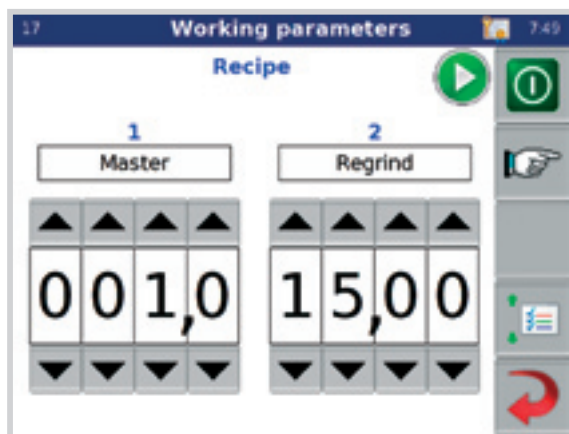 17 Working parameters 7:49
Recipe
1 2
Master Regrind
001,0 15,00